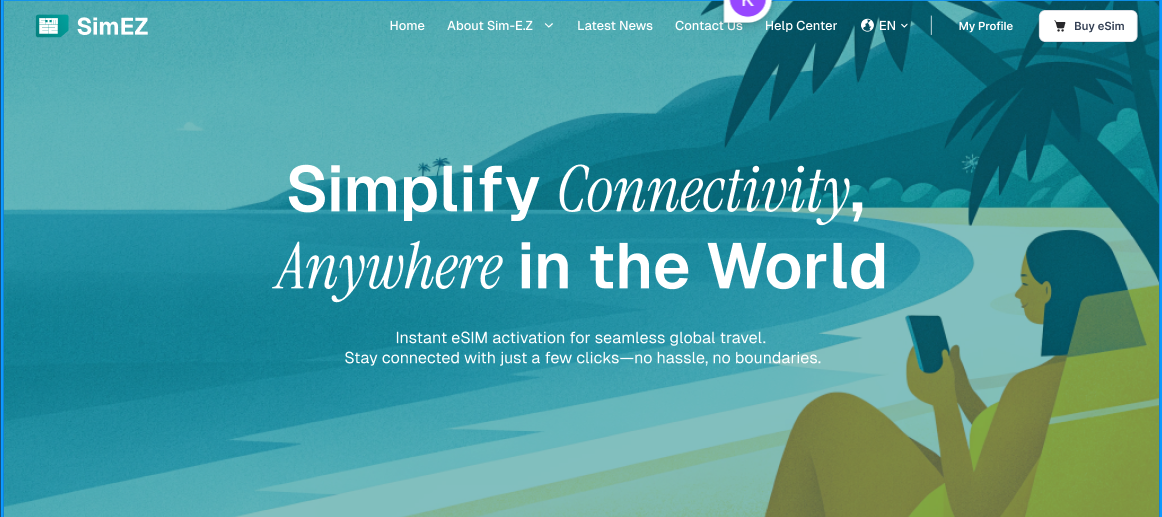 SimEZ
Home About Sim-E.Z Latest News Contact Us Help Center EN My Profile Buy eSim
Simplify Connectivity,
Anywhere in the World
Instant eSIM activation for seamless global travel.
Stay connected with just a few clicks—no hassle, no boundaries.